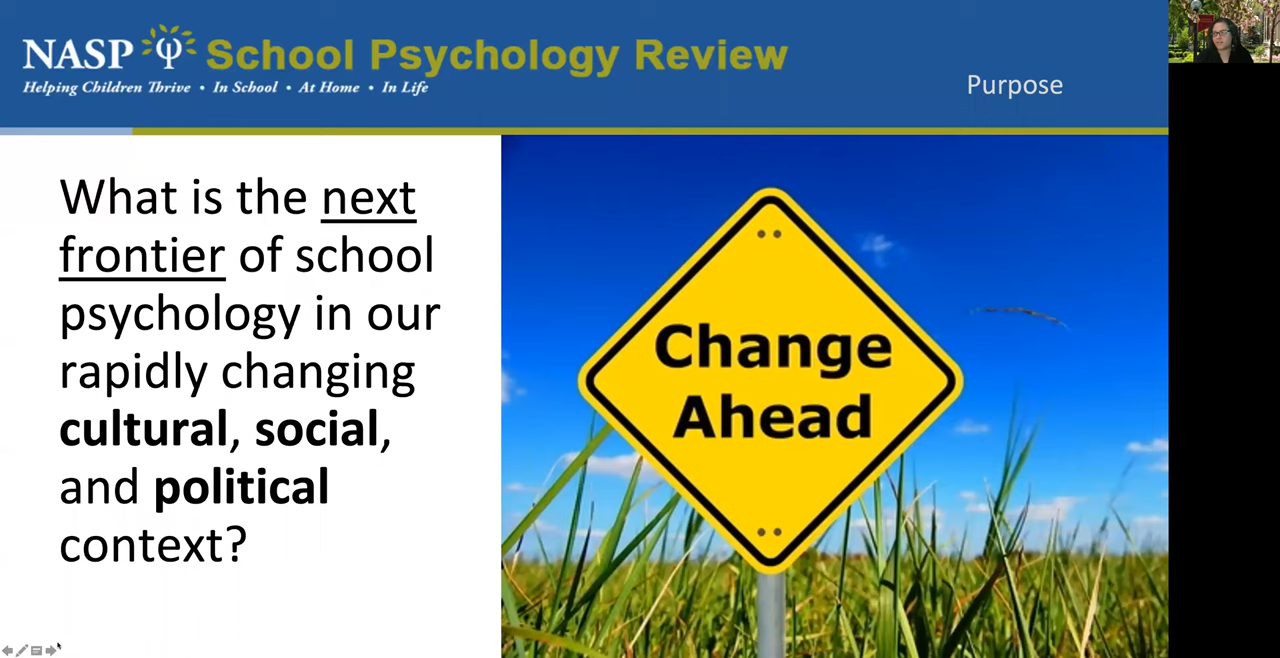 NASP School Psychology Review
Helping Children Thrive • In School • At Home • In Life
Purpose
What is the next
frontier of school
psychology in our
rapidly changing
cultural, social,
and political
context?
Change
Ahead